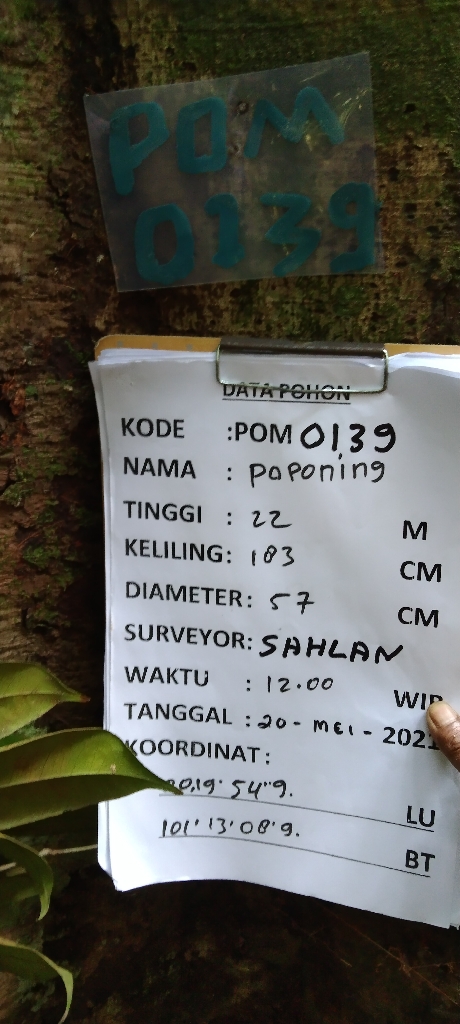 POM
0139
DATA POHON
KODE :POM 0139
NAMA : paponing
TINGGI : 22 M
KELILING: 183 CM
DIAMETER: 57 CM
SURVEYOR: SAHLAN
WAKTU : 12.00 WIB
TANGGAL : 20 - MEI - 2021
KOORDINAT:
0.19' 54"9. LU
101' 13' 08'9. BT